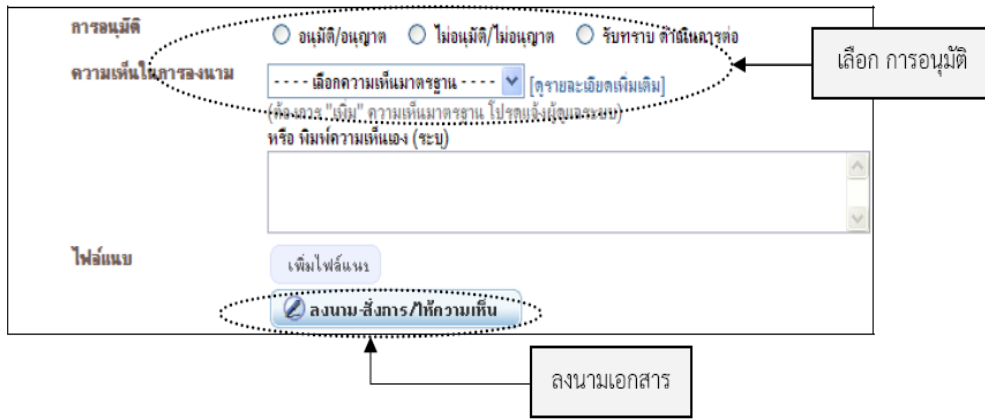 การอนุมัติ
อนุมัติ/อนุญาต ไม่อนุมัติ/ไม่อนุญาต รับทราบ ดำเนินการต่อ
เลือก การอนุมัติ
ความเห็นในการลงนาม
- - - - เลือกความเห็นมาตรฐาน - - - - [ดูรายละเอียดเพิ่มเติม]
(ต้องการ "เพิ่ม" ความเห็นมาตรฐาน โปรดแจ้งผู้ดูแลระบบ)
หรือ พิมพ์ความเห็นเอง (ระบุ)
ไฟล์แนบ
เพิ่มไฟล์แนบ
ลงนาม-สั่งการ/ให้ความเห็น
ลงนามเอกสาร